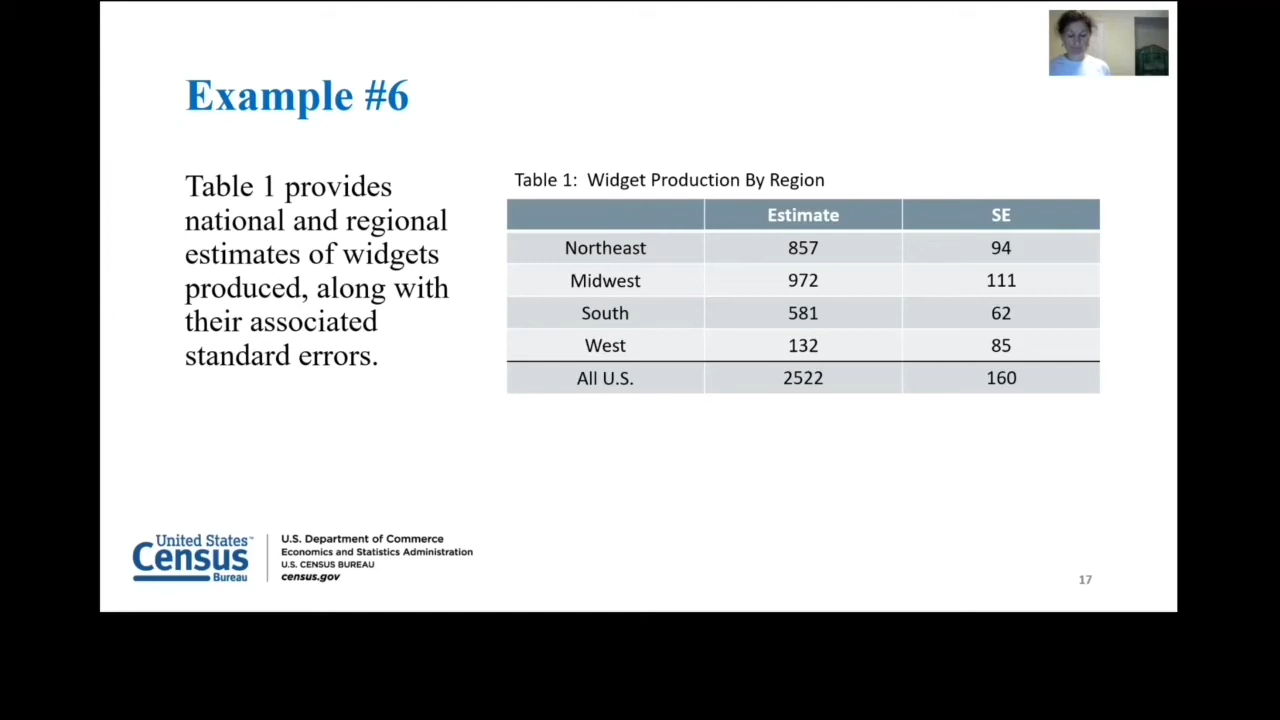 Example #6
Table 1 provides
national and regional
estimates of widgets
produced, along with
their associated
standard errors.
Table 1: Widget Production By Region
Estimate SE
Northeast 857 94
Midwest 972 111
South 581 62
West 132 85
All U.S. 2522 160
United States™
Census
Bureau
U.S. Department of Commerce
Economics and Statistics Administration
U.S. CENSUS BUREAU
census.gov
17